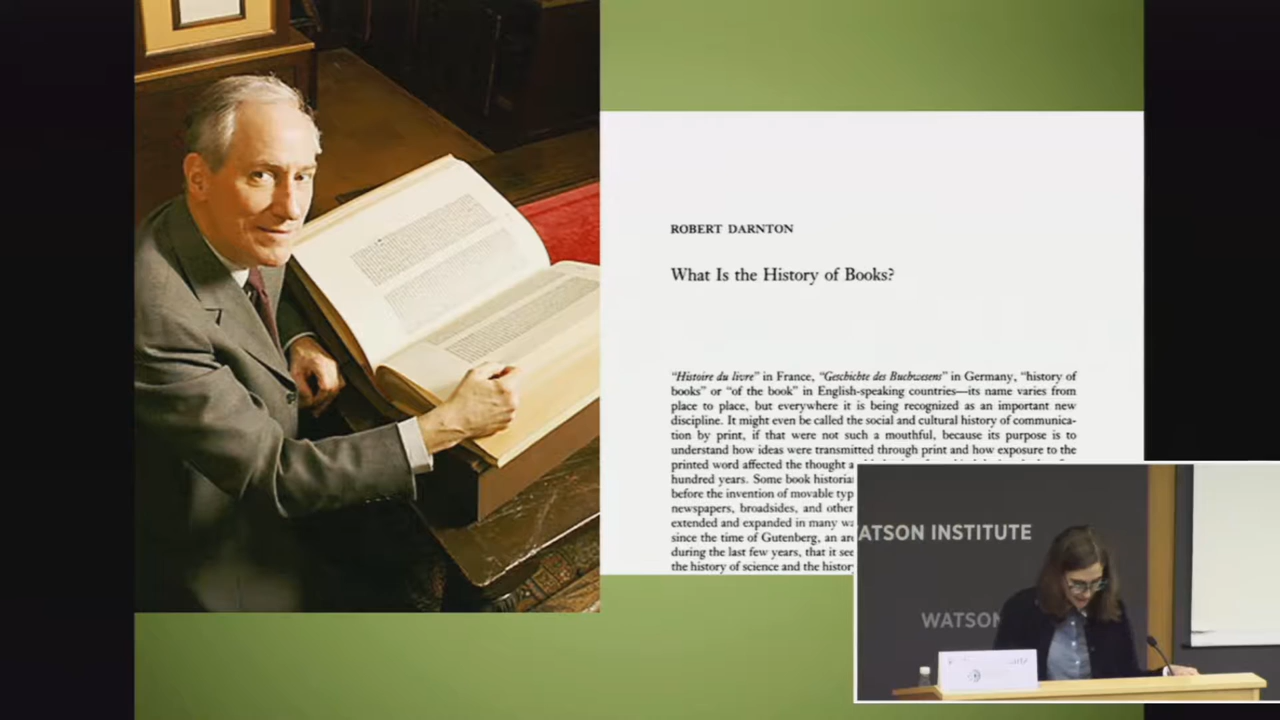 ROBERT DARNTON
What Is the History of Books?
"Histoire du livre" in France, "Geschichte des Buchwesens" in Germany, "history of
books" or "of the book" in English-speaking countries—its name varies from
place to place, but everywhere it is being recognized as an important new
discipline. It might even be called the social and cultural history of communica-
tion by print, if that were not such a mouthful, because its purpose is to
understand how ideas were transmitted through print and how exposure to the
printed word affected the thought a
hundred years. Some book historia
before the invention of movable typ
newspapers, broadsides, and other
extended and expanded in many wa
since the time of Gutenberg, an are
during the last few years, that it see
the history of science and the history
ATSON INSTITUTE
WATSON